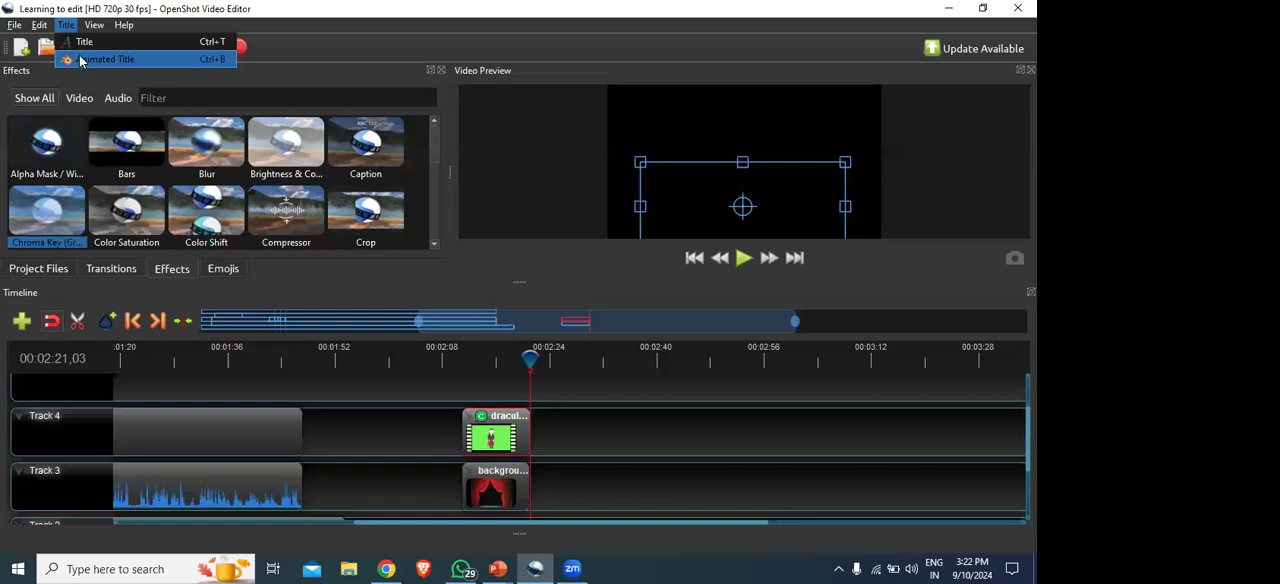 Learning to edit [HD 720p 30 fps] - OpenShot Video Editor
File Edit Title View Help
Title Ctrl+T
Animated Title Ctrl+B
Update Available
Effects
Video Preview
Show All Video Audio Filter
Alpha Mask / Wi... Bars Blur Brightness & Co... Caption
Chroma Key (Gr... Color Saturation Color Shift Compressor Crop
Project Files Transitions Effects Emojis
Timeline
00:02:21,03
:01:20 00:01:36 00:01:52 00:02:08 00:02:24 00:02:40 00:02:56 00:03:12 00:03:28
Track 4
C dracul...
Track 3
backgrou...
Type here to search
29
zm
ENG
IN
3:22 PM
9/10/2024